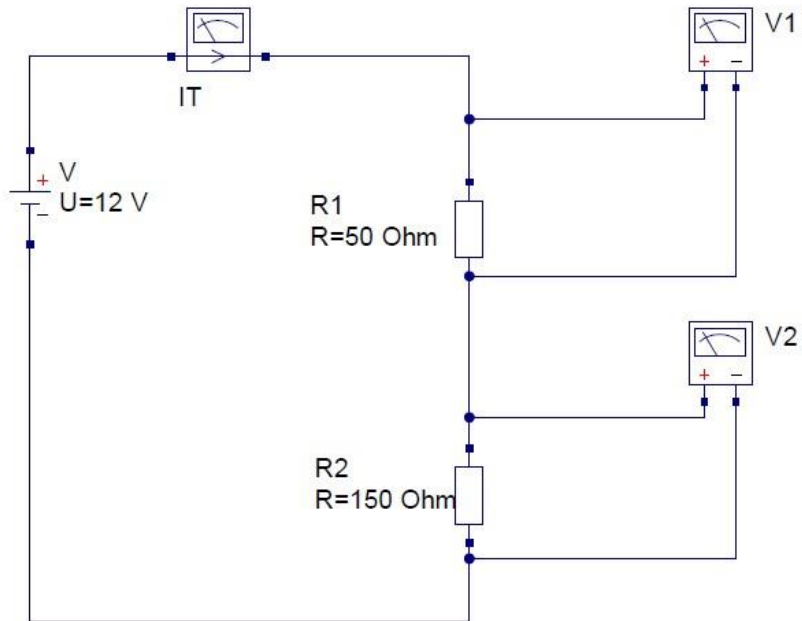 V1
+ −
IT
+ V
U=12 V
−
R1
R=50 Ohm
V2
+ −
R2
R=150 Ohm